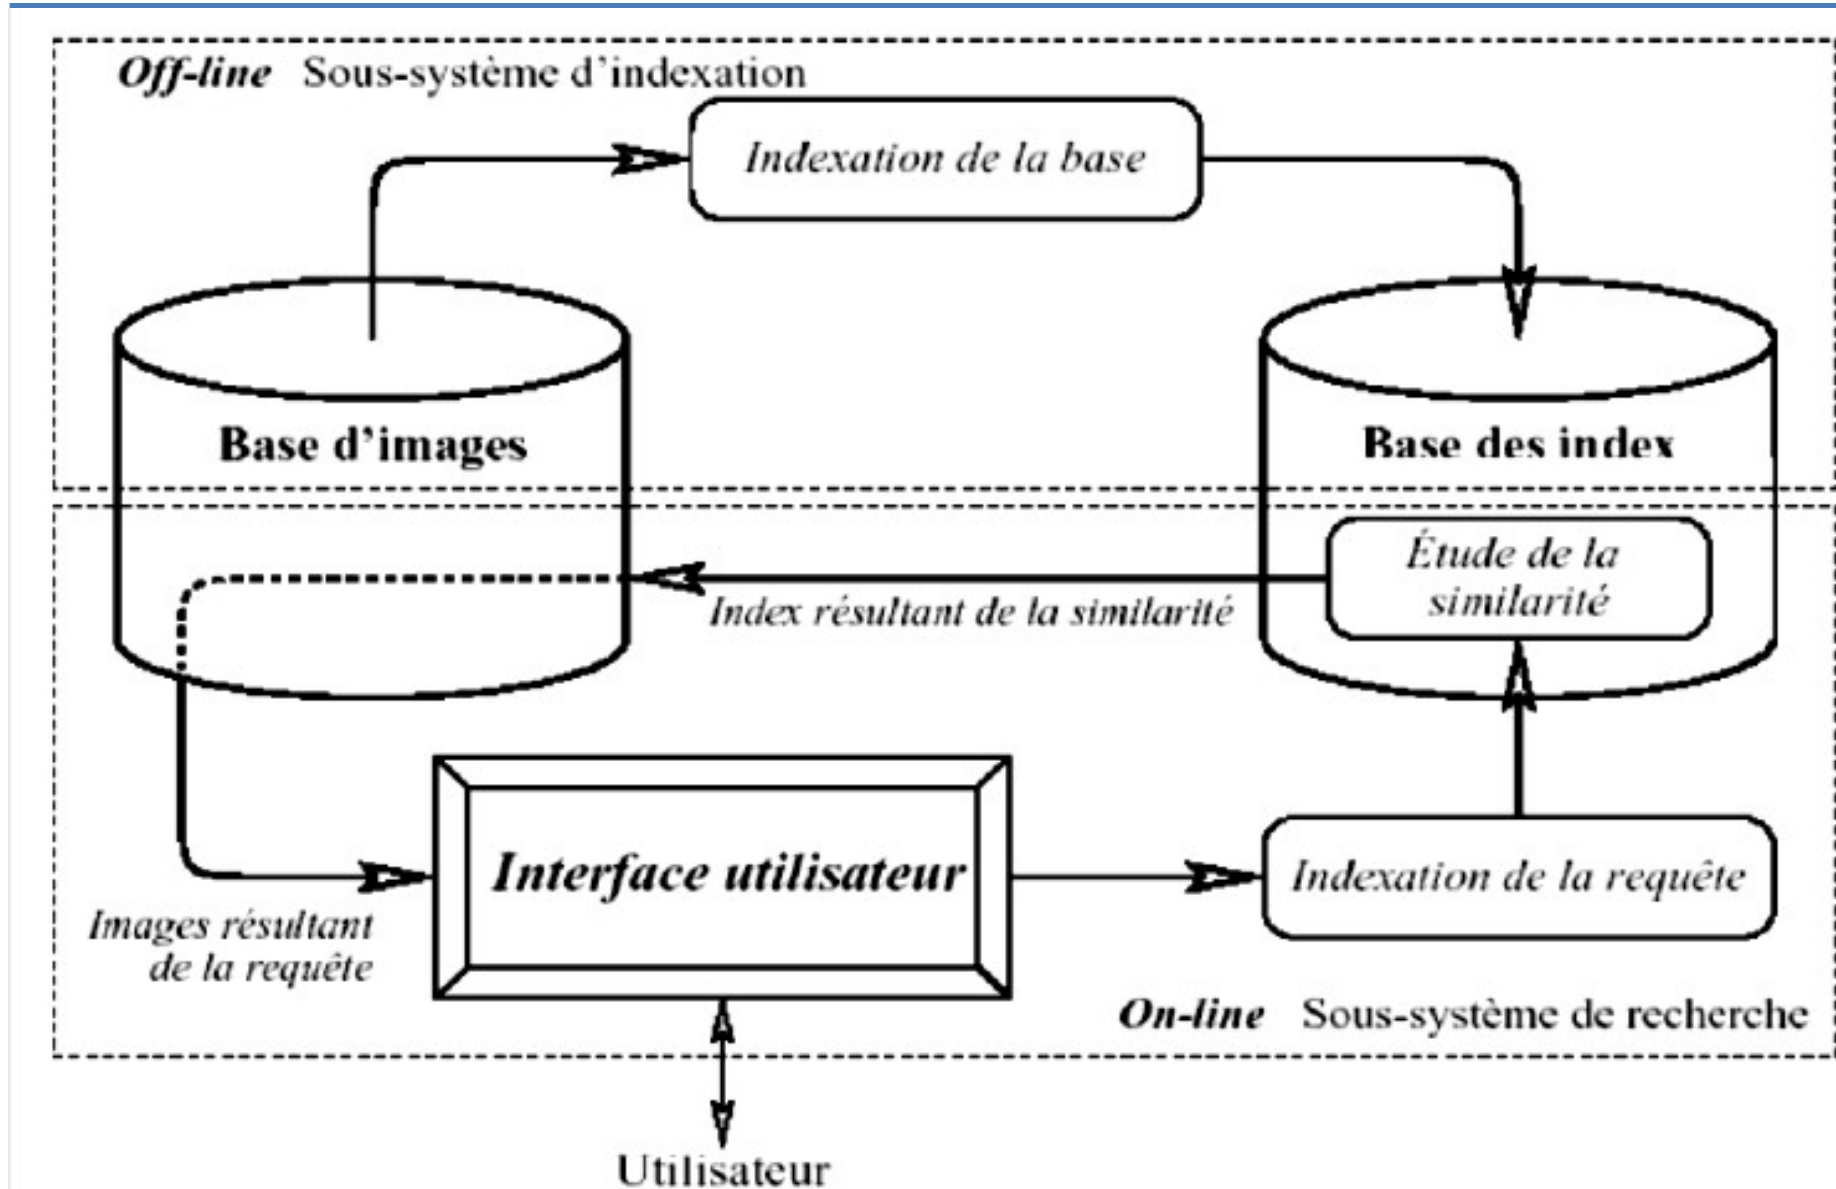 Off-line Sous-système d'indexation
Indexation de la base
Base d'images
Base des index
Étude de la
similarité
Index résultant de la similarité
Interface utilisateur
Indexation de la requête
Images résultant
de la requête
On-line Sous-système de recherche
Utilisateur